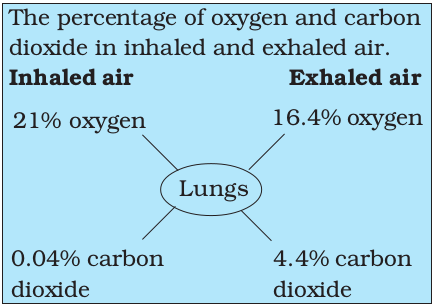 The percentage of oxygen and carbon
dioxide in inhaled and exhaled air.
Inhaled air
Exhaled air
21% oxygen
16.4% oxygen
Lungs
0.04% carbon
dioxide
4.4% carbon
dioxide